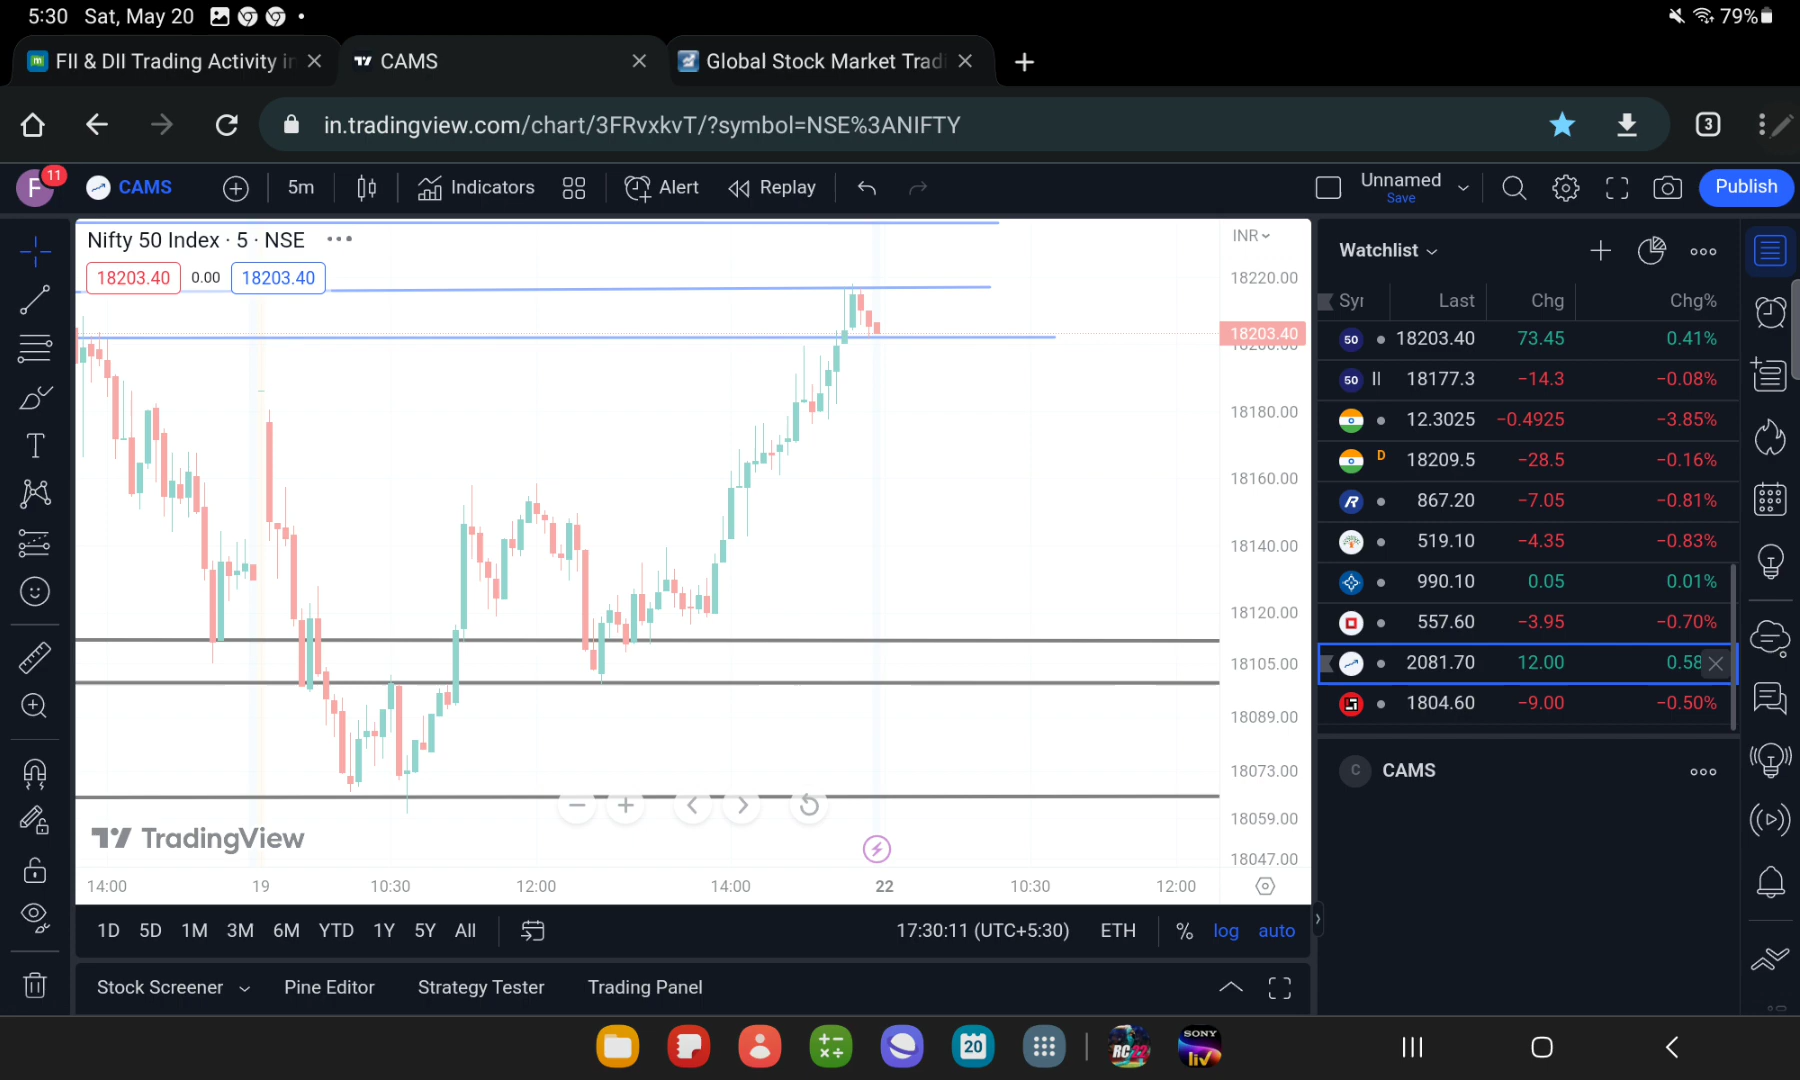 5:30 Sat, May 20
79%
FII & DII Trading Activity in
CAMS
Global Stock Market Tradi
in.tradingview.com/chart/3FRvxkvT/?symbol=NSE%3ANIFTY
3
F
11
CAMS
5m
Indicators
Alert
Replay
Unnamed
Save
Publish
Nifty 50 Index · 5 · NSE
18203.40
0.00
18203.40
INR
18220.00
18203.40
18180.00
18160.00
18140.00
18120.00
18105.00
18089.00
18073.00
18059.00
18047.00
TradingView
14:00
19
10:30
12:00
14:00
22
10:30
12:00
1D
5D
1M
3M
6M
YTD
1Y
5Y
All
17:30:11 (UTC+5:30)
ETH
%
log
auto
Stock Screener
Pine Editor
Strategy Tester
Trading Panel
Watchlist
Last Chg Chg%
50 18203.40 73.45 0.41%
50 18177.3 −14.3 −0.08%
12.3025 −0.4925 −3.85%
D 18209.5 −28.5 −0.16%
867.20 −7.05 −0.81%
519.10 −4.35 −0.83%
990.10 0.05 0.01%
557.60 −3.95 −0.70%
2081.70 12.00 0.58
1804.60 −9.00 −0.50%
C CAMS
20
RC22
SONY
liv